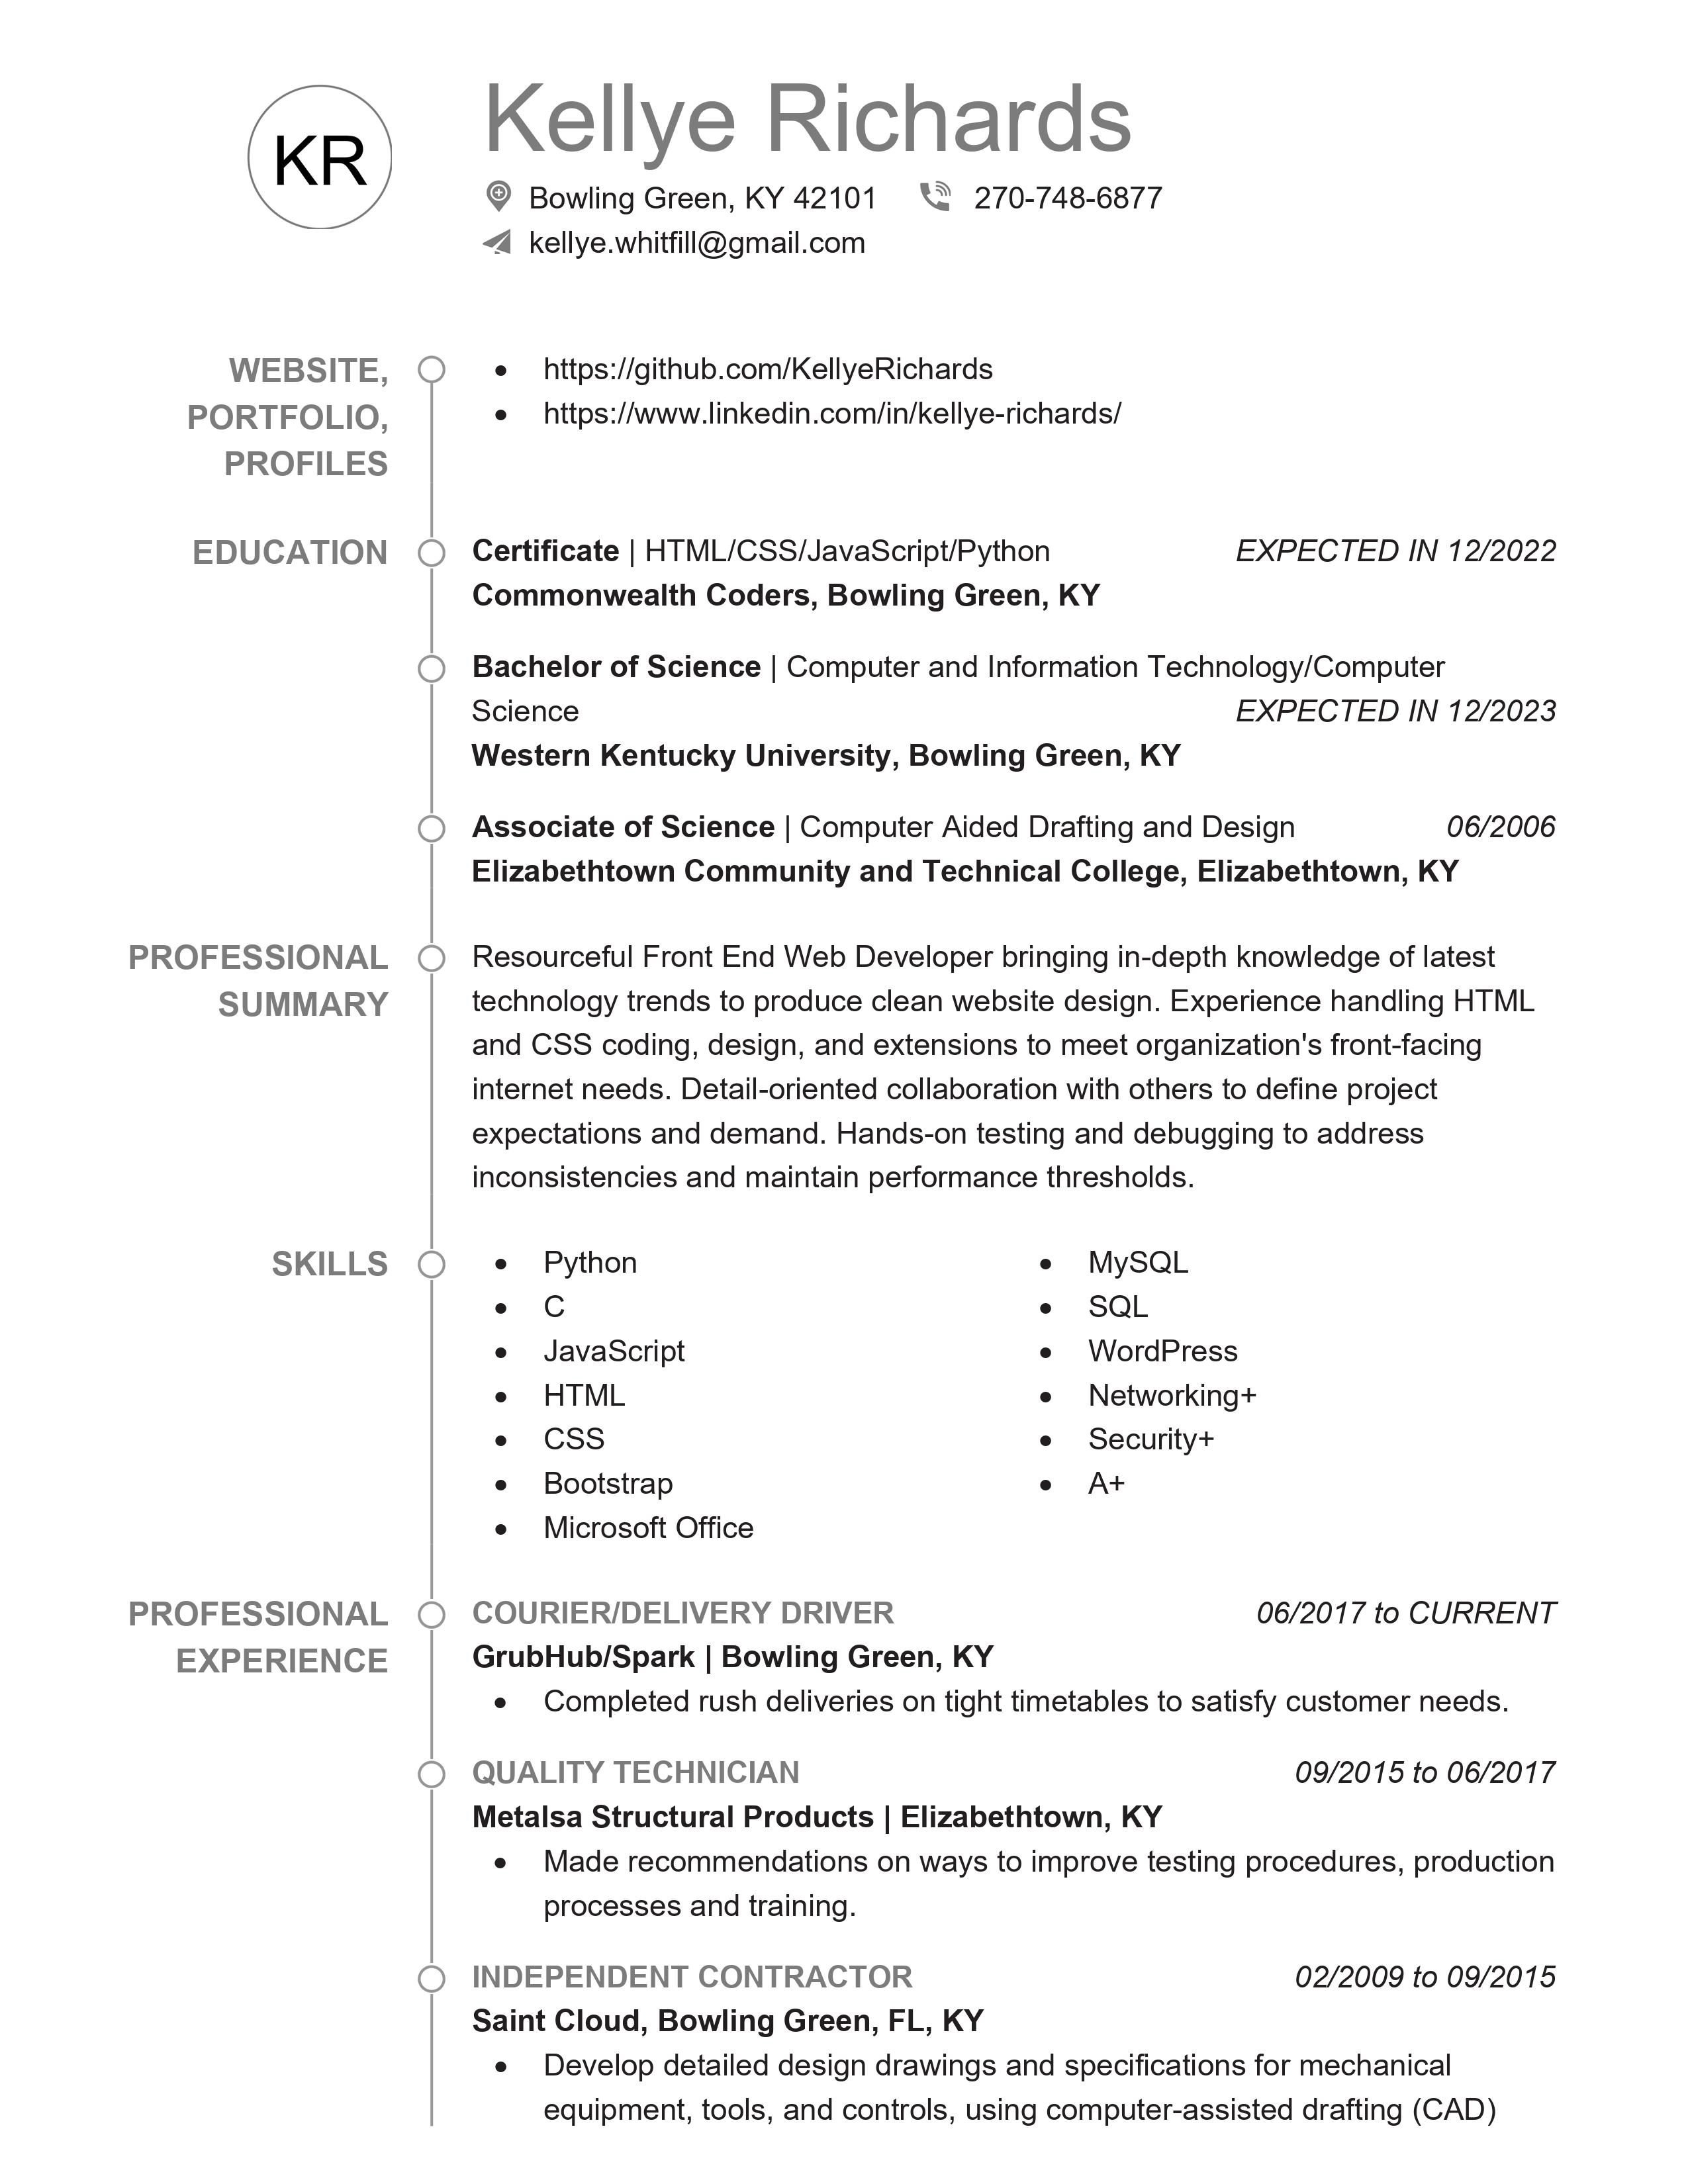 KR
Kellye Richards
Bowling Green, KY 42101 270-748-6877
kellye.whitfill@gmail.com
WEBSITE,
PORTFOLIO,
PROFILES
• https://github.com/KellyeRichards
• https://www.linkedin.com/in/kellye-richards/
EDUCATION
Certificate | HTML/CSS/JavaScript/Python EXPECTED IN 12/2022
Commonwealth Coders, Bowling Green, KY
Bachelor of Science | Computer and Information Technology/Computer
Science EXPECTED IN 12/2023
Western Kentucky University, Bowling Green, KY
Associate of Science | Computer Aided Drafting and Design 06/2006
Elizabethtown Community and Technical College, Elizabethtown, KY
PROFESSIONAL
SUMMARY
Resourceful Front End Web Developer bringing in-depth knowledge of latest
technology trends to produce clean website design. Experience handling HTML
and CSS coding, design, and extensions to meet organization's front-facing
internet needs. Detail-oriented collaboration with others to define project
expectations and demand. Hands-on testing and debugging to address
inconsistencies and maintain performance thresholds.
SKILLS
• Python
• C
• JavaScript
• HTML
• CSS
• Bootstrap
• Microsoft Office
• MySQL
• SQL
• WordPress
• Networking+
• Security+
• A+
PROFESSIONAL
EXPERIENCE
COURIER/DELIVERY DRIVER 06/2017 to CURRENT
GrubHub/Spark | Bowling Green, KY
• Completed rush deliveries on tight timetables to satisfy customer needs.
QUALITY TECHNICIAN 09/2015 to 06/2017
Metalsa Structural Products | Elizabethtown, KY
• Made recommendations on ways to improve testing procedures, production
processes and training.
INDEPENDENT CONTRACTOR 02/2009 to 09/2015
Saint Cloud, Bowling Green, FL, KY
• Develop detailed design drawings and specifications for mechanical
equipment, tools, and controls, using computer-assisted drafting (CAD)